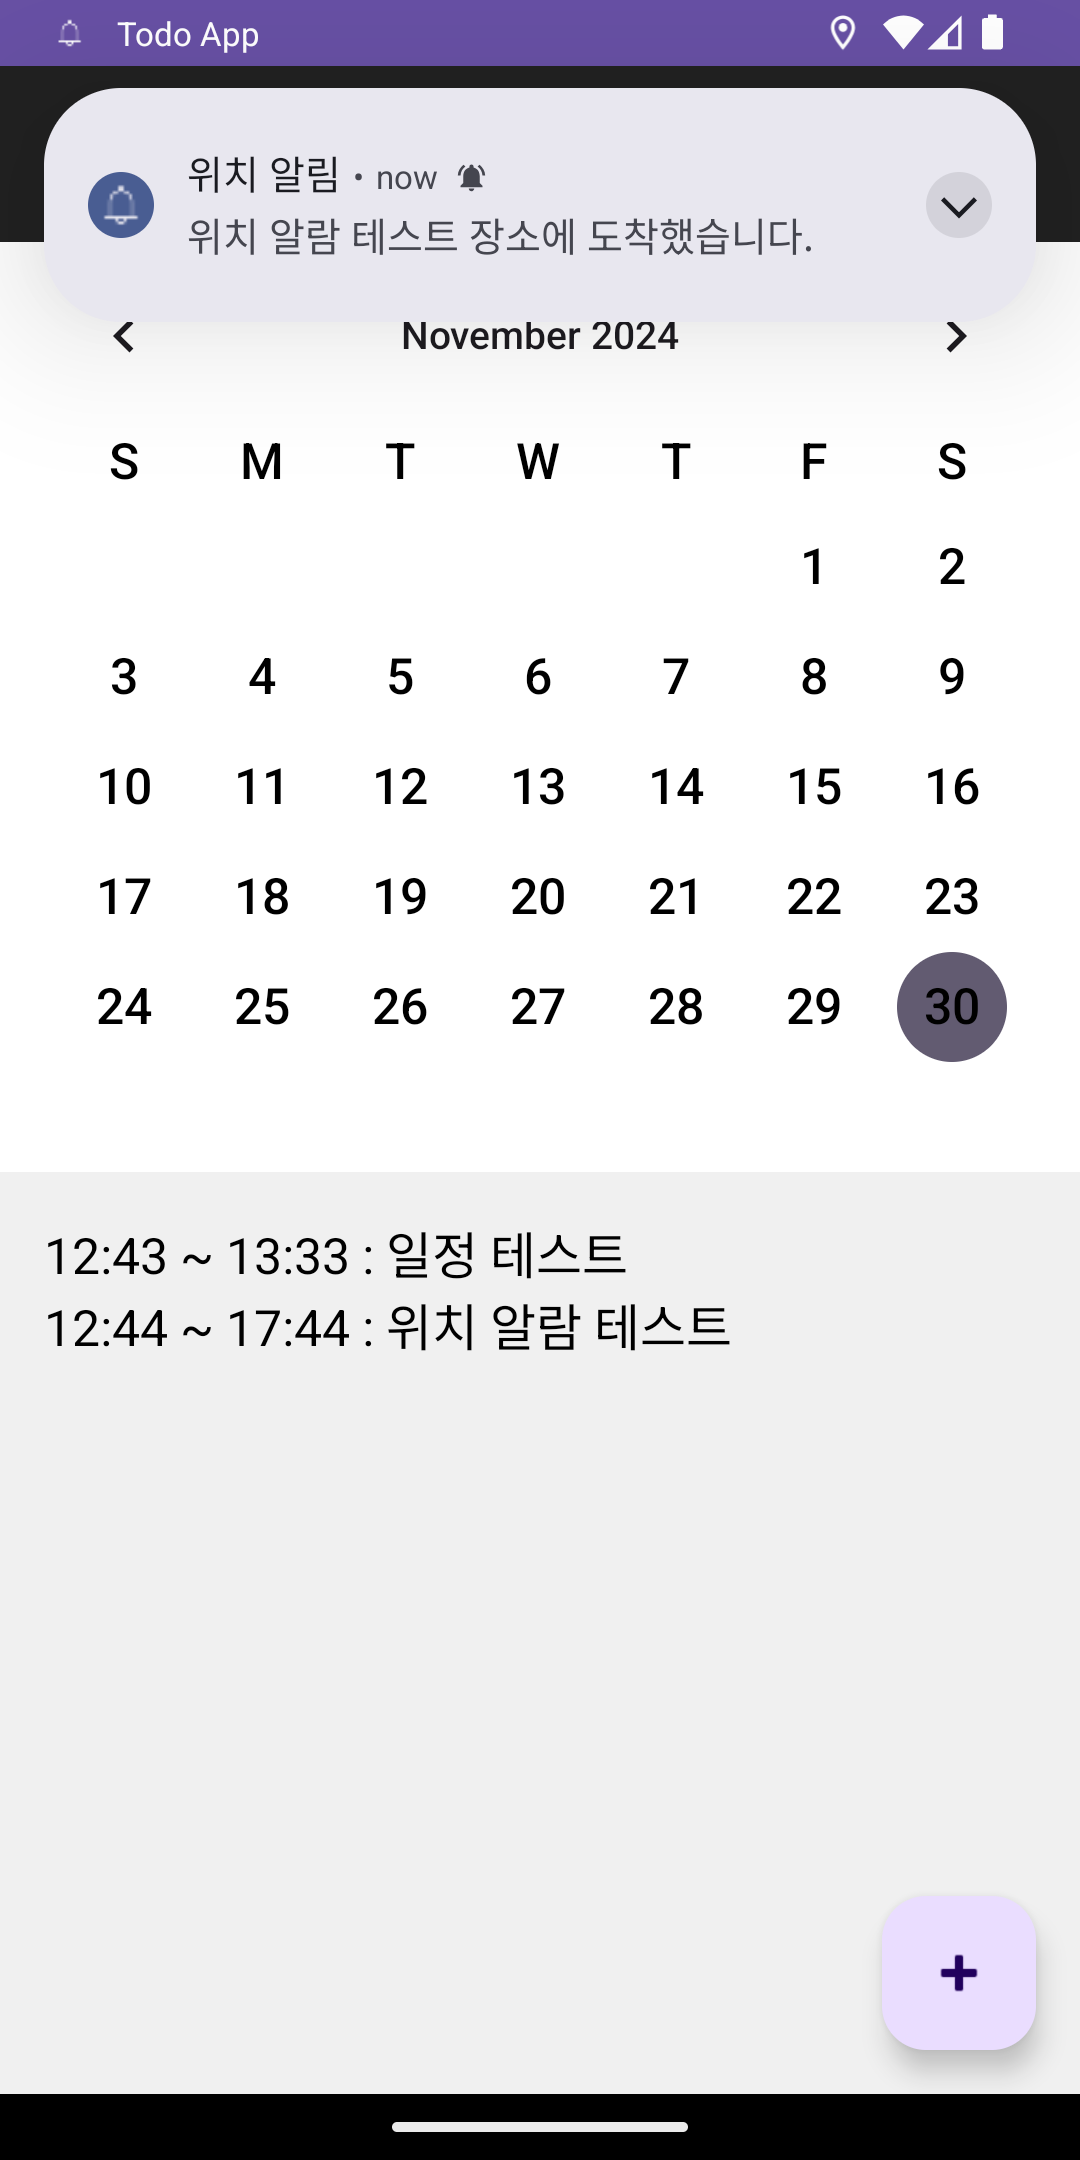 Todo App
위치 알림 • now
위치 알람 테스트 장소에 도착했습니다.
November 2024
S M T W T F S
1 2
3 4 5 6 7 8 9
10 11 12 13 14 15 16
17 18 19 20 21 22 23
24 25 26 27 28 29 30
12:43 ~ 13:33 : 일정 테스트
12:44 ~ 17:44 : 위치 알람 테스트